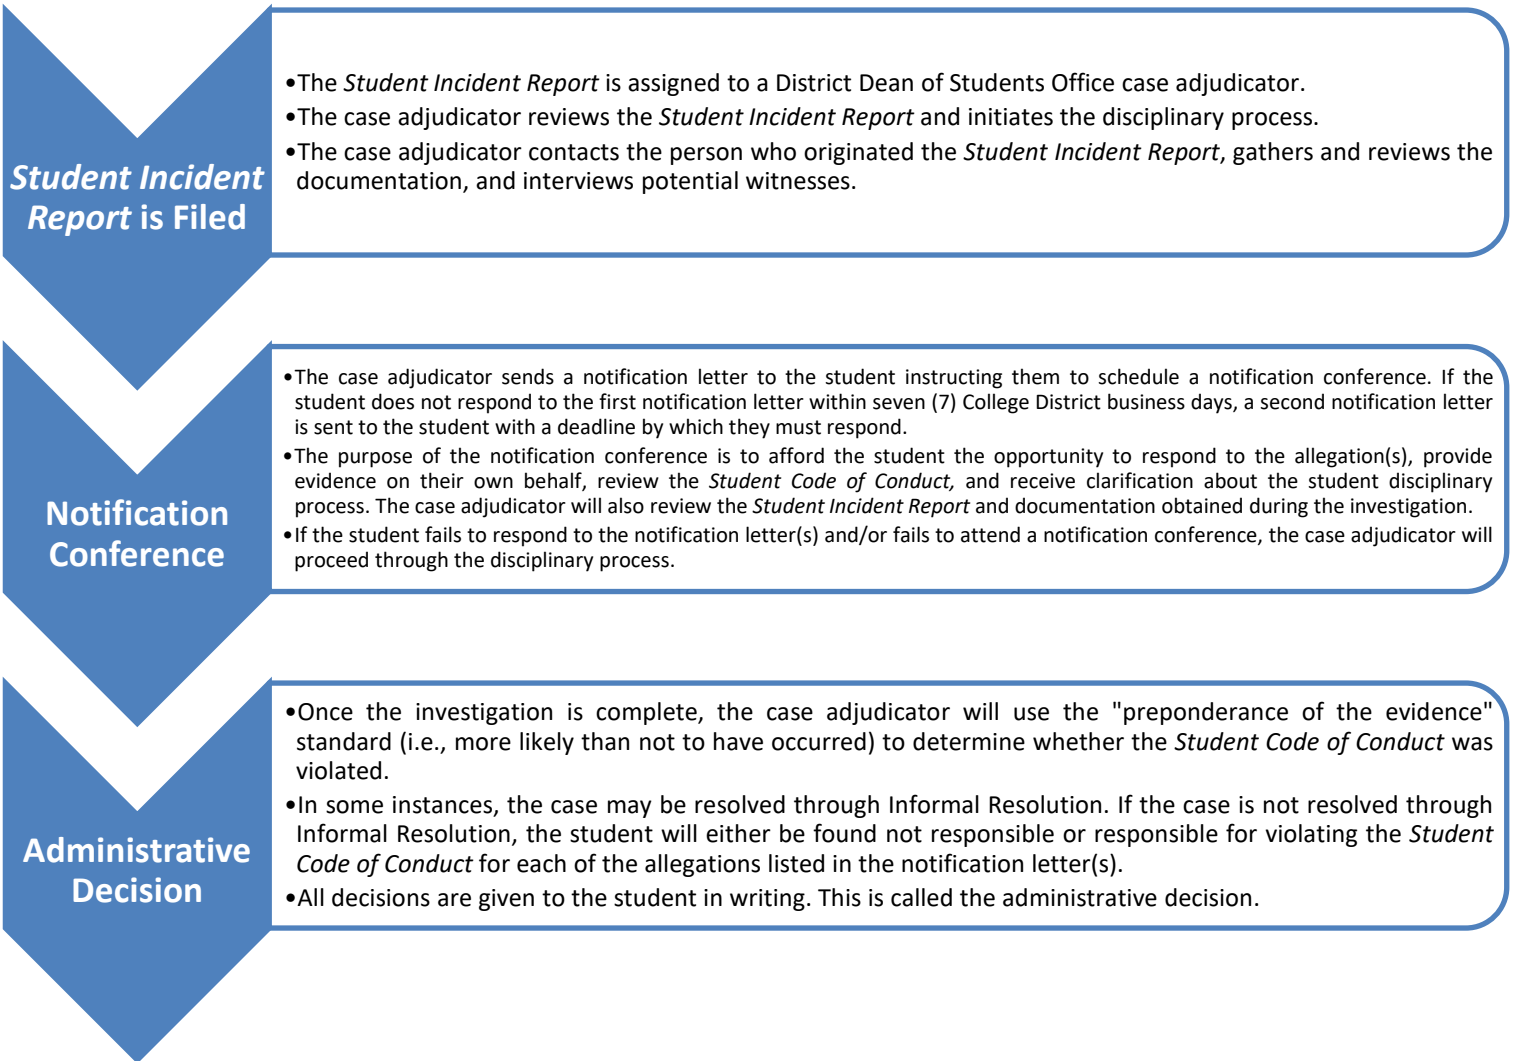 Student Incident
Report is Filed
•The Student Incident Report is assigned to a District Dean of Students Office case adjudicator.
•The case adjudicator reviews the Student Incident Report and initiates the disciplinary process.
•The case adjudicator contacts the person who originated the Student Incident Report, gathers and reviews the
documentation, and interviews potential witnesses.
Notification
Conference
•The case adjudicator sends a notification letter to the student instructing them to schedule a notification conference. If the
student does not respond to the first notification letter within seven (7) College District business days, a second notification letter
is sent to the student with a deadline by which they must respond.
•The purpose of the notification conference is to afford the student the opportunity to respond to the allegation(s), provide
evidence on their own behalf, review the Student Code of Conduct, and receive clarification about the student disciplinary
process. The case adjudicator will also review the Student Incident Report and documentation obtained during the investigation.
•If the student fails to respond to the notification letter(s) and/or fails to attend a notification conference, the case adjudicator will
proceed through the disciplinary process.
Administrative
Decision
•Once the investigation is complete, the case adjudicator will use the "preponderance of the evidence"
standard (i.e., more likely than not to have occurred) to determine whether the Student Code of Conduct was
violated.
•In some instances, the case may be resolved through Informal Resolution. If the case is not resolved through
Informal Resolution, the student will either be found not responsible or responsible for violating the Student
Code of Conduct for each of the allegations listed in the notification letter(s).
•All decisions are given to the student in writing. This is called the administrative decision.